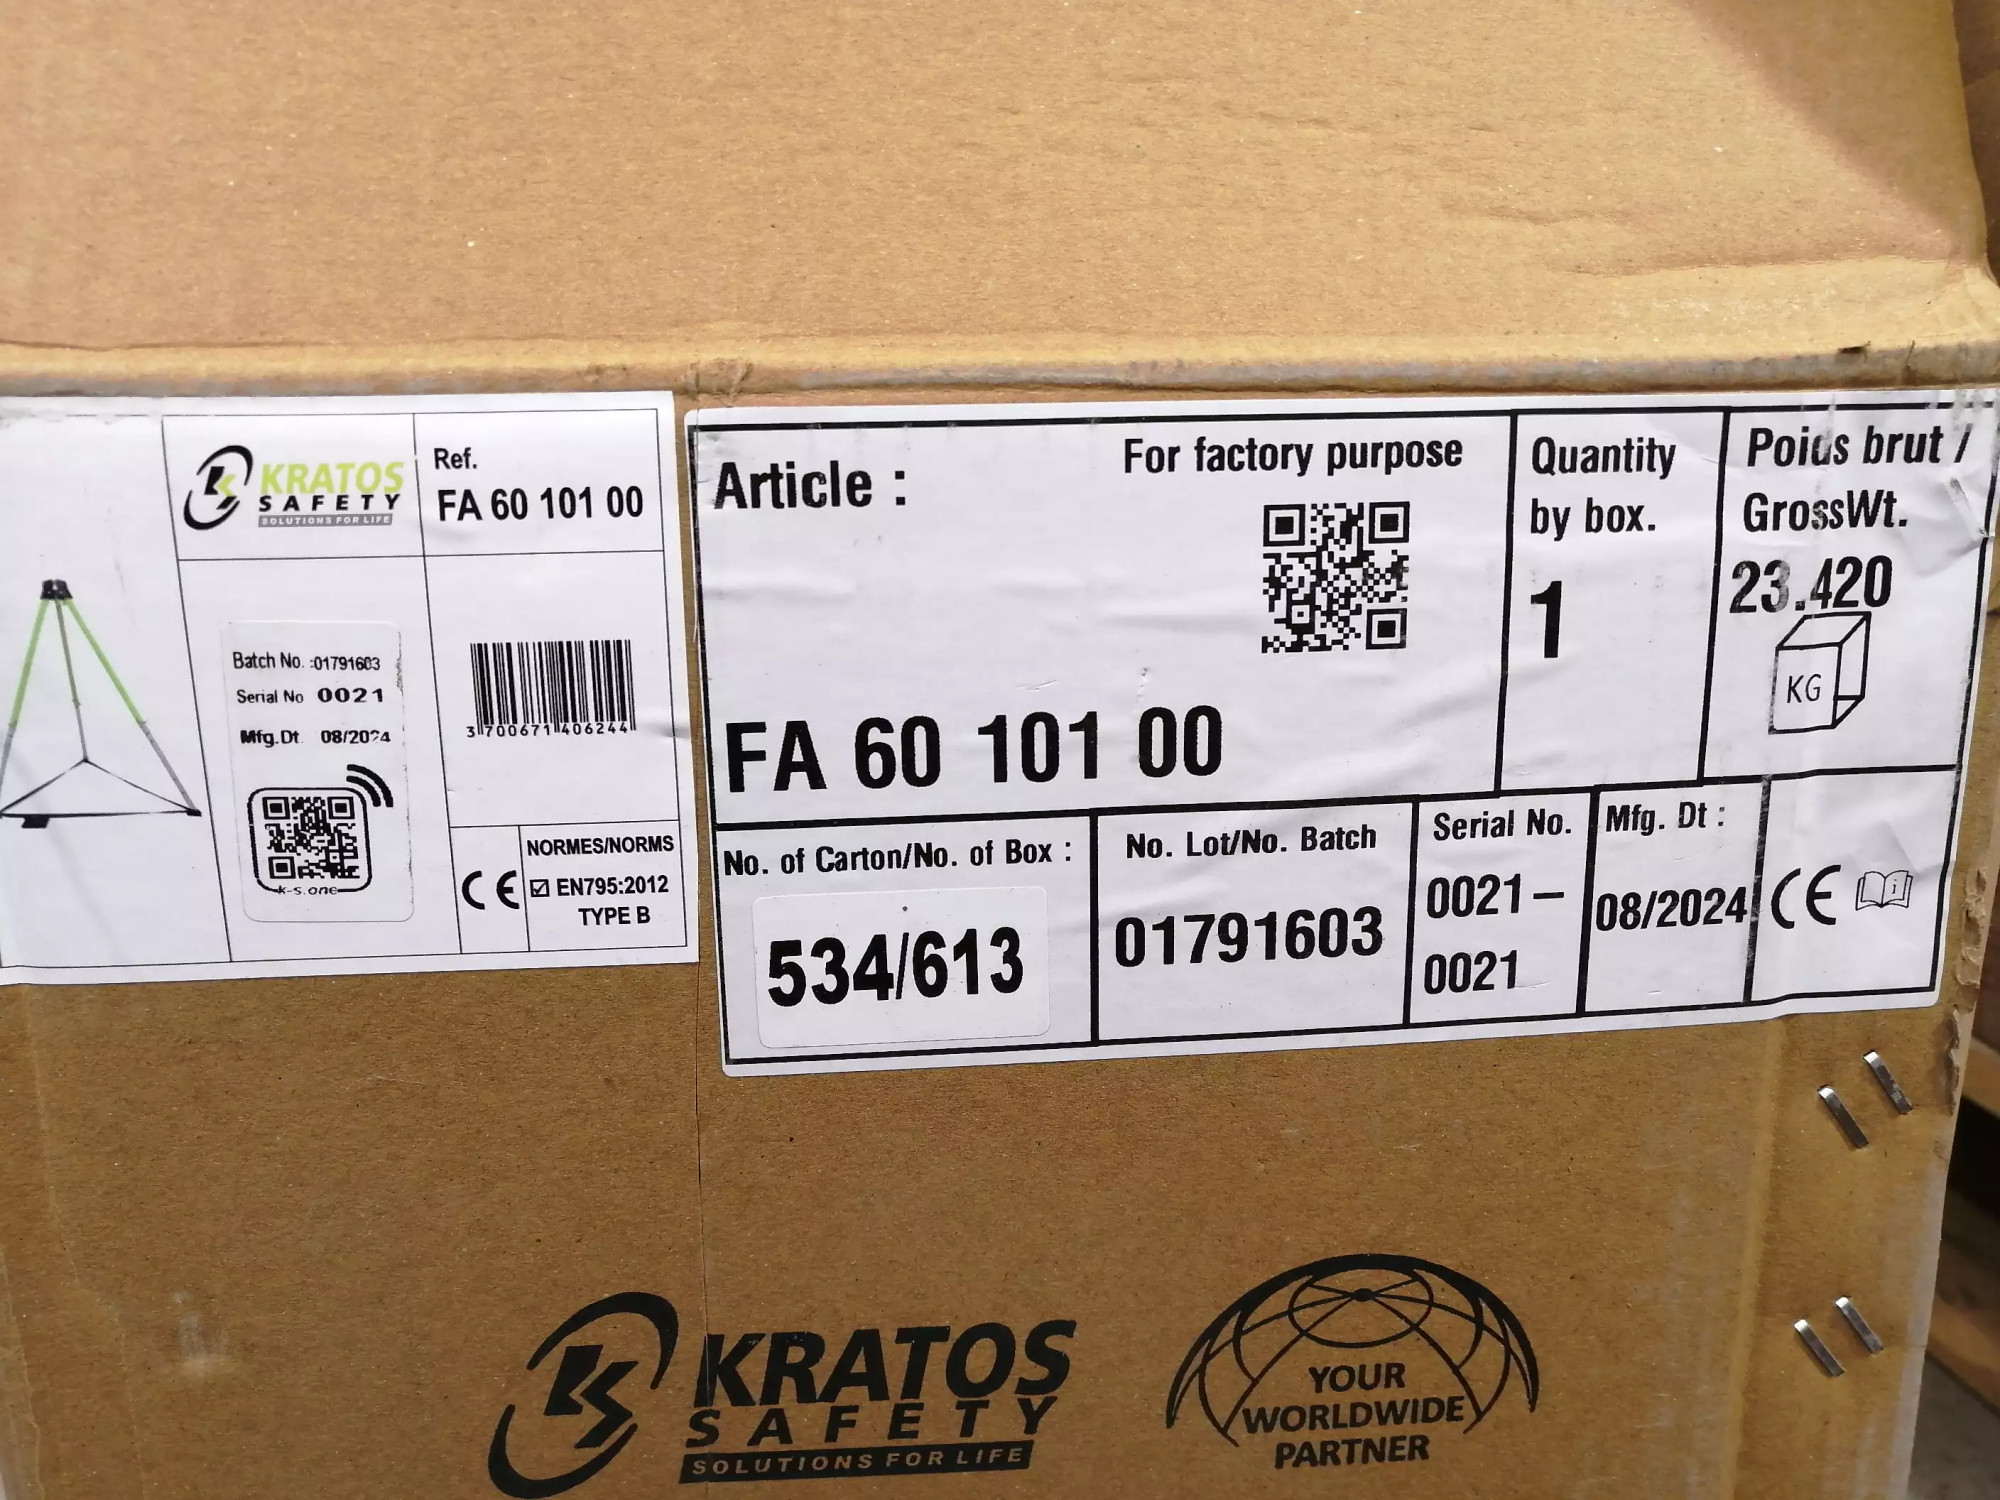 KRATOS
SAFETY
SOLUTIONS FOR LIFE
Ref.
FA 60 101 00
Batch No. :01791603
Serial No 0021
Mfg.Dt. 08/2024
k-s.one
3 700671 406244
CE
NORMES/NORMS
☑ EN795:2012
TYPE B
Article :
For factory purpose
FA 60 101 00
Quantity
by box.
1
Poids brut /
GrossWt.
23.420
KG
No. of Carton/No. of Box :
534/613
No. Lot/No. Batch
01791603
Serial No.
0021-
0021
Mfg. Dt :
08/2024
CE
i
KRATOS
SAFETY
SOLUTIONS FOR LIFE
YOUR
WORLDWIDE
PARTNER